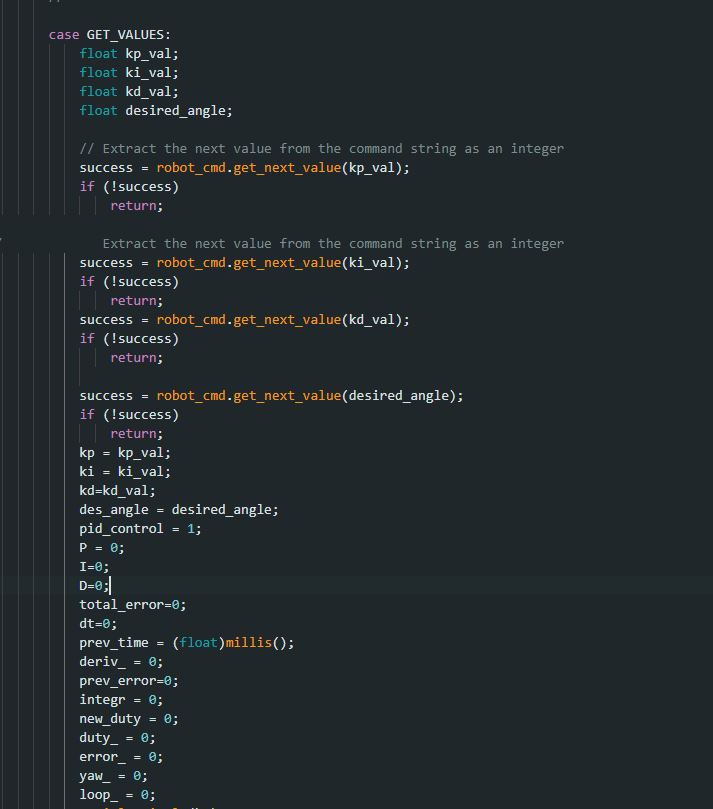 case GET_VALUES:
float kp_val;
float ki_val;
float kd_val;
float desired_angle;
// Extract the next value from the command string as an integer
success = robot_cmd.get_next_value(kp_val);
if (!success)
return;
Extract the next value from the command string as an integer
success = robot_cmd.get_next_value(ki_val);
if (!success)
return;
success = robot_cmd.get_next_value(kd_val);
if (!success)
return;
success = robot_cmd.get_next_value(desired_angle);
if (!success)
return;
kp = kp_val;
ki = ki_val;
kd=kd_val;
des_angle = desired_angle;
pid_control = 1;
P = 0;
I=0;
D=0;
total_error=0;
dt=0;
prev_time = (float)millis();
deriv_ = 0;
prev_error=0;
integr = 0;
new_duty = 0;
duty_ = 0;
error_ = 0;
yaw_ = 0;
loop_ = 0;